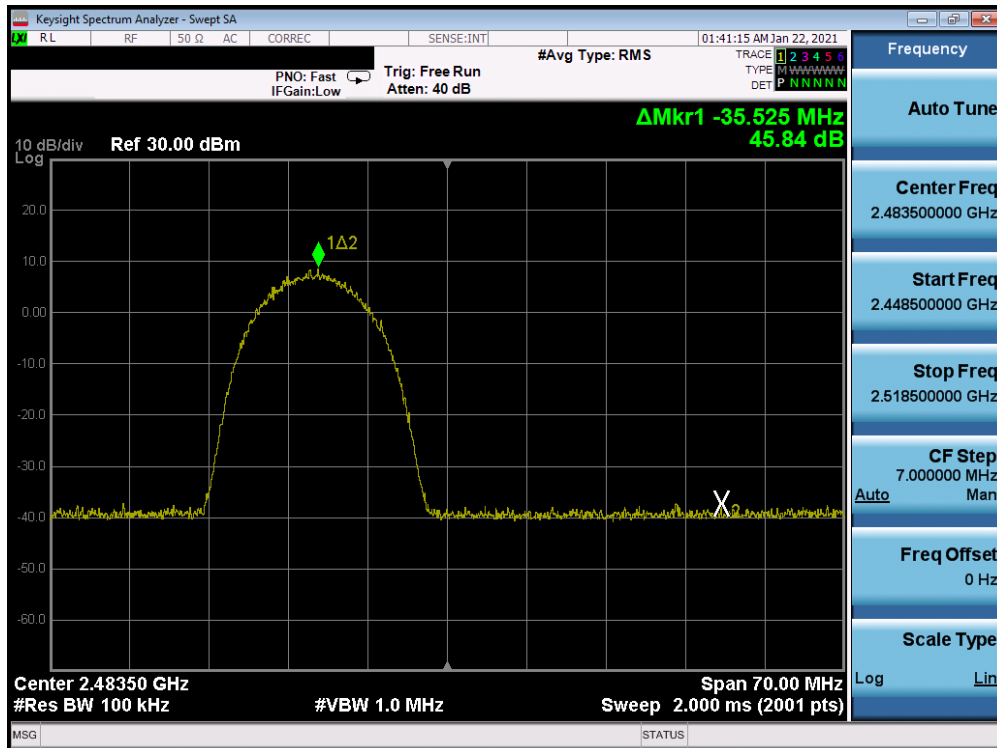 Keysight Spectrum Analyzer - Swept SA
LXI RL RF 50 Ω AC CORREC SENSE:INT 01:41:15 AM Jan 22, 2021
#Avg Type: RMS
TRACE 1 2 3 4 5 6
PNO: Fast Trig: Free Run TYPE M WWWWW
IFGain:Low Atten: 40 dB DET P N N N N N
ΔMkr1 -35.525 MHz
45.84 dB
10 dB/div Ref 30.00 dBm
Log
1Δ2
20.0
10.0
0.00
-10.0
-20.0
-30.0
-40.0
X2
-50.0
-60.0
Center 2.48350 GHz Span 70.00 MHz
#Res BW 100 kHz #VBW 1.0 MHz Sweep 2.000 ms (2001 pts)
MSG STATUS
Frequency
Auto Tune
Center Freq
2.483500000 GHz
Start Freq
2.448500000 GHz
Stop Freq
2.518500000 GHz
CF Step
7.000000 MHz
Auto Man
Freq Offset
0 Hz
Scale Type
Log Lin